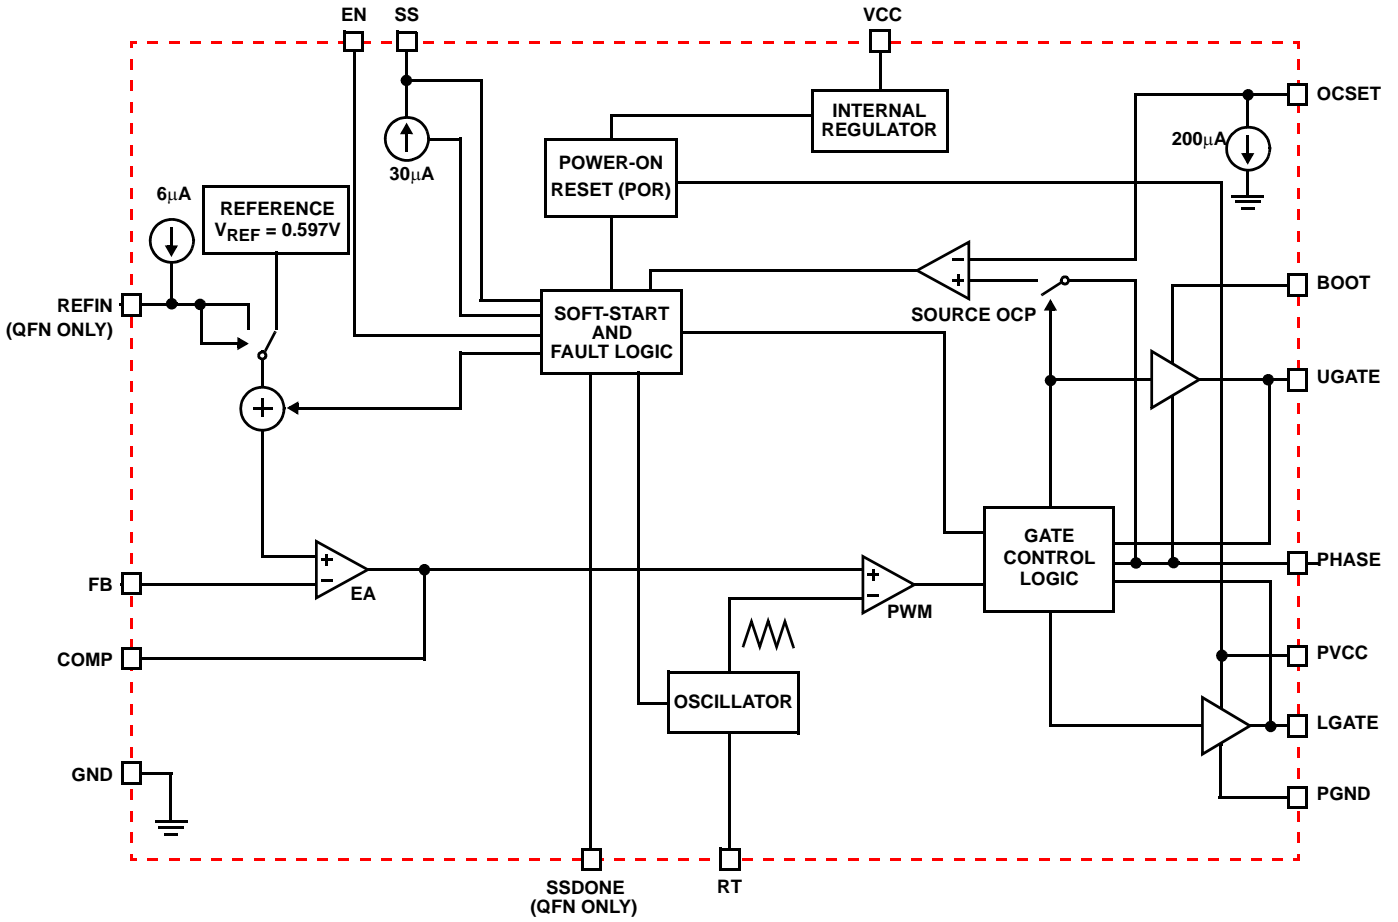 EN
SS
VCC
OCSET
INTERNAL
REGULATOR
200μA
POWER-ON
RESET (POR)
30μA
6μA
REFERENCE
VREF = 0.597V
REFIN
(QFN ONLY)
BOOT
SOFT-START
AND
FAULT LOGIC
SOURCE OCP
UGATE
GATE
CONTROL
LOGIC
PHASE
FB
EA
PWM
COMP
PVCC
OSCILLATOR
LGATE
GND
PGND
SSDONE
(QFN ONLY)
RT